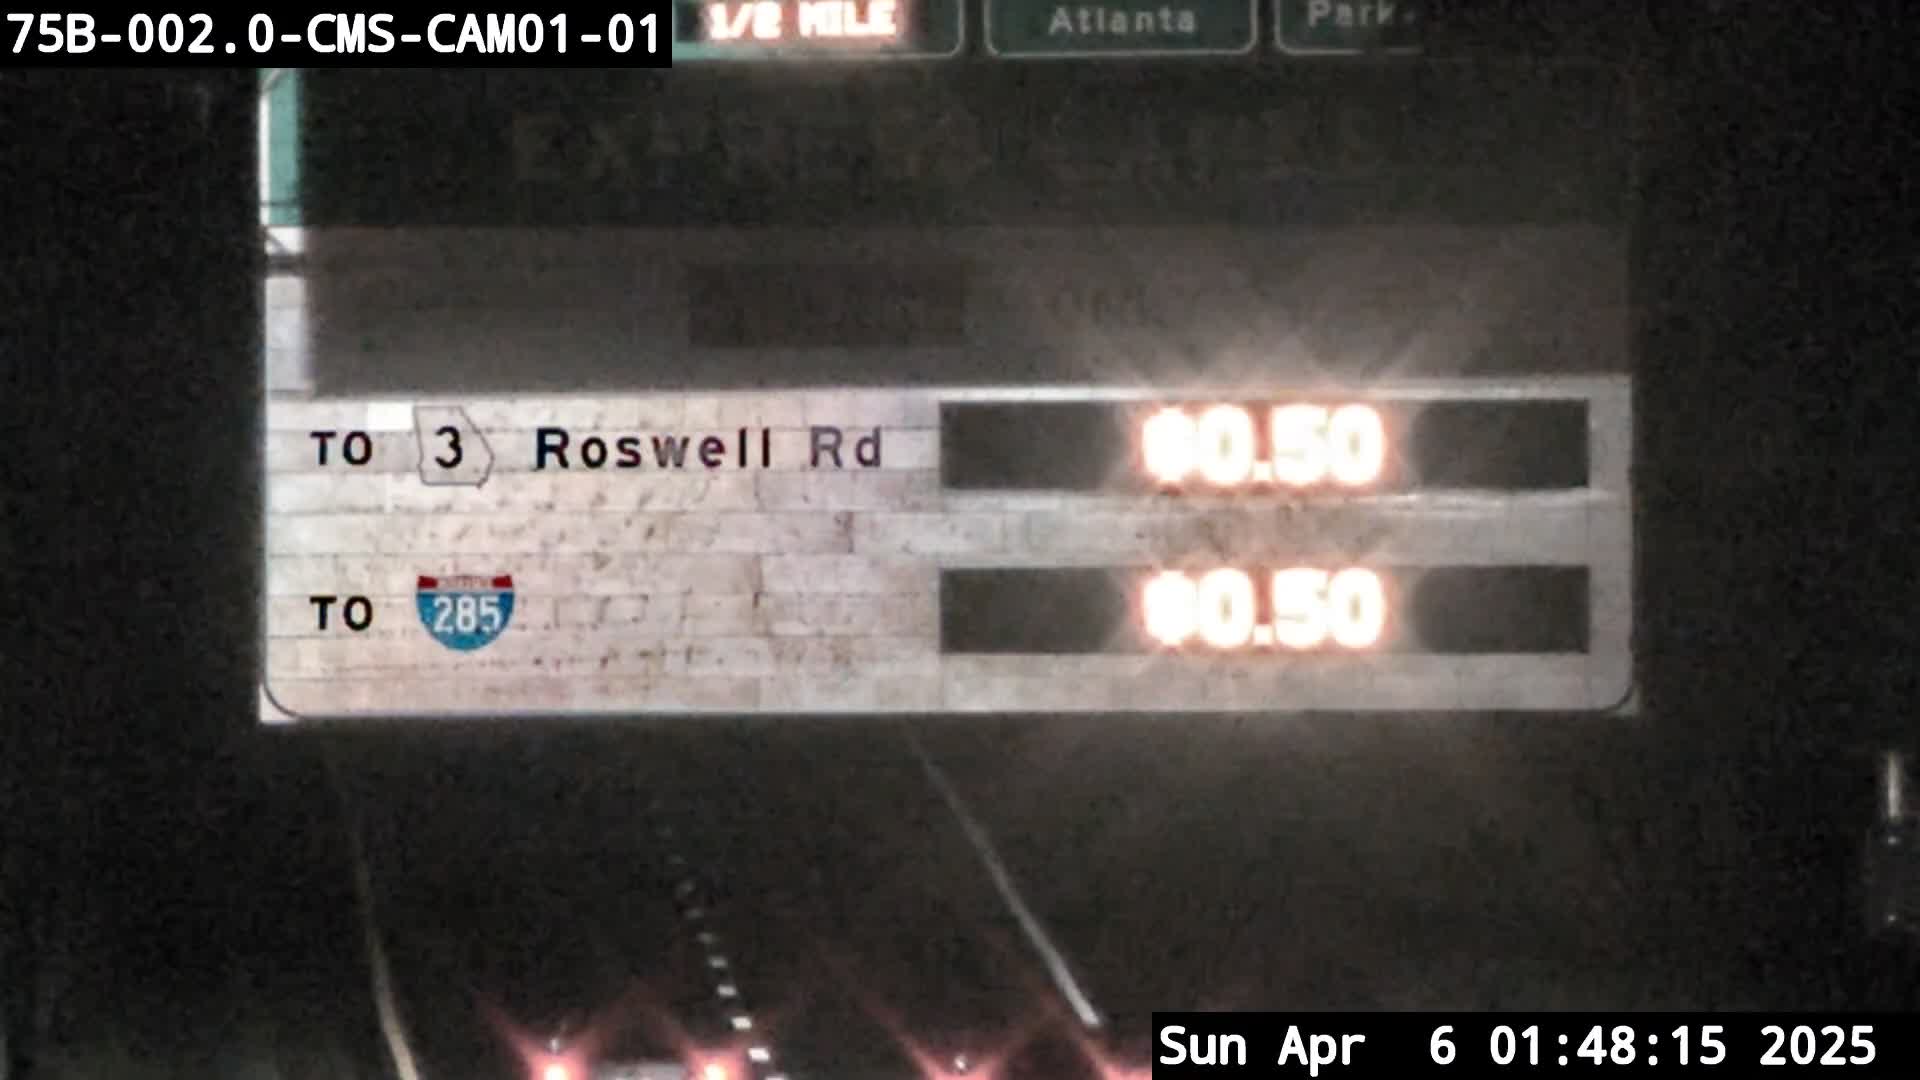 75B-002.0-CMS-CAM01-01
1/2 MILE
Atlanta
Park
TO 3 Roswell Rd $0.50
TO 285 $0.50
Sun Apr 6 01:48:15 2025